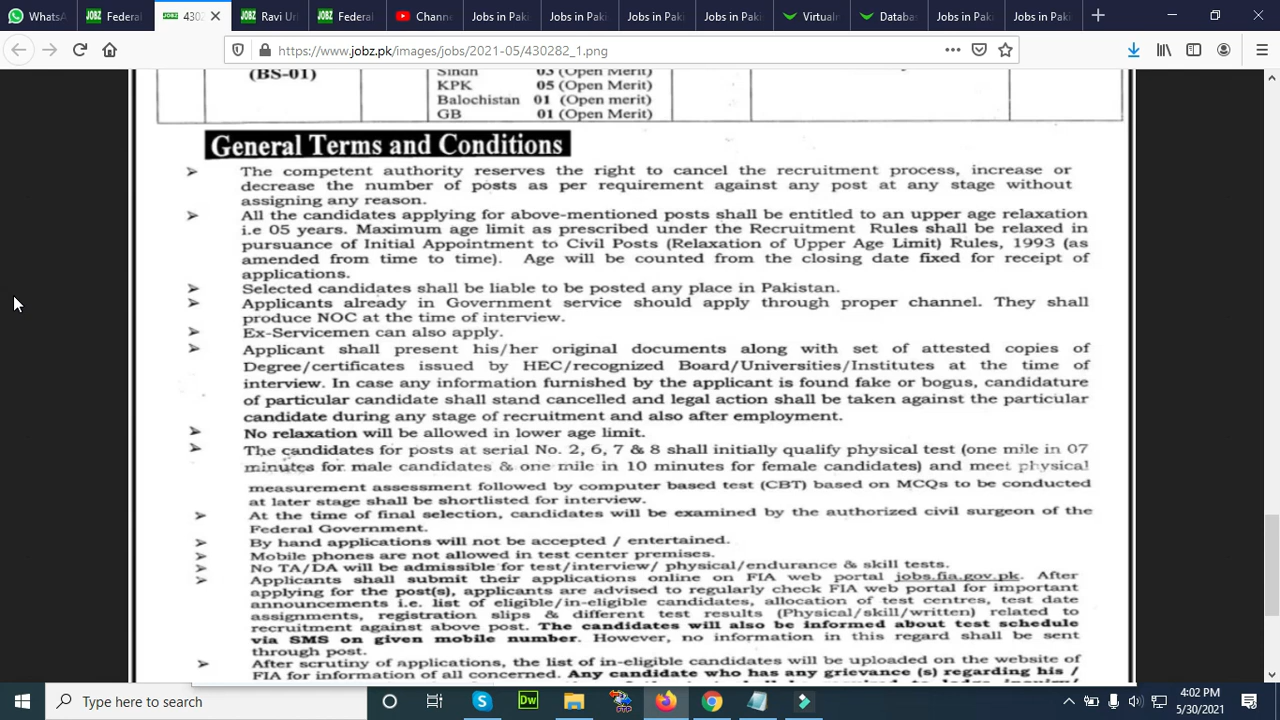 WhatsA
Federal
4302
Ravi Url
Federal
Channe
Jobs in Paki
Jobs in Paki
Jobs in Paki
Jobs in Paki
Virtualn
Databas
Jobs in Paki
Jobs in Paki
https://www.jobz.pk/images/jobs/2021-05/430282_1.png
(BS-01)
Sindh 03 (Open Merit)
KPK 05 (Open Merit)
Balochistan 01 (Open merit)
GB 01 (Open Merit)
General Terms and Conditions
➢ The competent authority reserves the right to cancel the recruitment process, increase or
decrease the number of posts as per requirement against any post at any stage without
assigning any reason.
➢ All the candidates applying for above-mentioned posts shall be entitled to an upper age relaxation
i.e 05 years. Maximum age limit as prescribed under the Recruitment Rules shall be relaxed in
pursuance of Initial Appointment to Civil Posts (Relaxation of Upper Age Limit) Rules, 1993 (as
amended from time to time). Age will be counted from the closing date fixed for receipt of
applications.
➢ Selected candidates shall be liable to be posted any place in Pakistan.
➢ Applicants already in Government service should apply through proper channel. They shall
produce NOC at the time of interview.
➢ Ex-Servicemen can also apply.
➢ Applicant shall present his/her original documents along with set of attested copies of
Degree/certificates issued by HEC/recognized Board/Universities/Institutes at the time of
interview. In case any information furnished by the applicant is found fake or bogus, candidature
of particular candidate shall stand cancelled and legal action shall be taken against the particular
candidate during any stage of recruitment and also after employment.
➢ No relaxation will be allowed in lower age limit.
➢ The candidates for posts at serial No. 2, 6, 7 & 8 shall initially qualify physical test (one mile in 07
minutes for male candidates & one mile in 10 minutes for female candidates) and meet physical
measurement assessment followed by computer based test (CBT) based on MCQs to be conducted
at later stage shall be shortlisted for interview.
➢ At the time of final selection, candidates will be examined by the authorized civil surgeon of the
Federal Government.
➢ By hand applications will not be accepted / entertained.
➢ Mobile phones are not allowed in test center premises.
➢ No TA/DA will be admissible for test/interview/ physical/endurance & skill tests.
➢ Applicants shall submit their applications online on FIA web portal jobs.fia.gov.pk. After
applying for the post(s), applicants are advised to regularly check FIA web portal for important
announcements i.e. list of eligible/in-eligible candidates, allocation of test centres, test date
assignments, registration slips & different test results (Physical/skill/written) related to
recruitment against above post. The candidates will also be informed about test schedule
via SMS on given mobile number. However, no information in this regard shall be sent
through post.
➢ After scrutiny of applications, the list of in-eligible candidates will be uploaded on the website of
FIA for information of all concerned. Any candidate who has any grievance (s) regarding his /
Type here to search
4:02 PM
5/30/2021